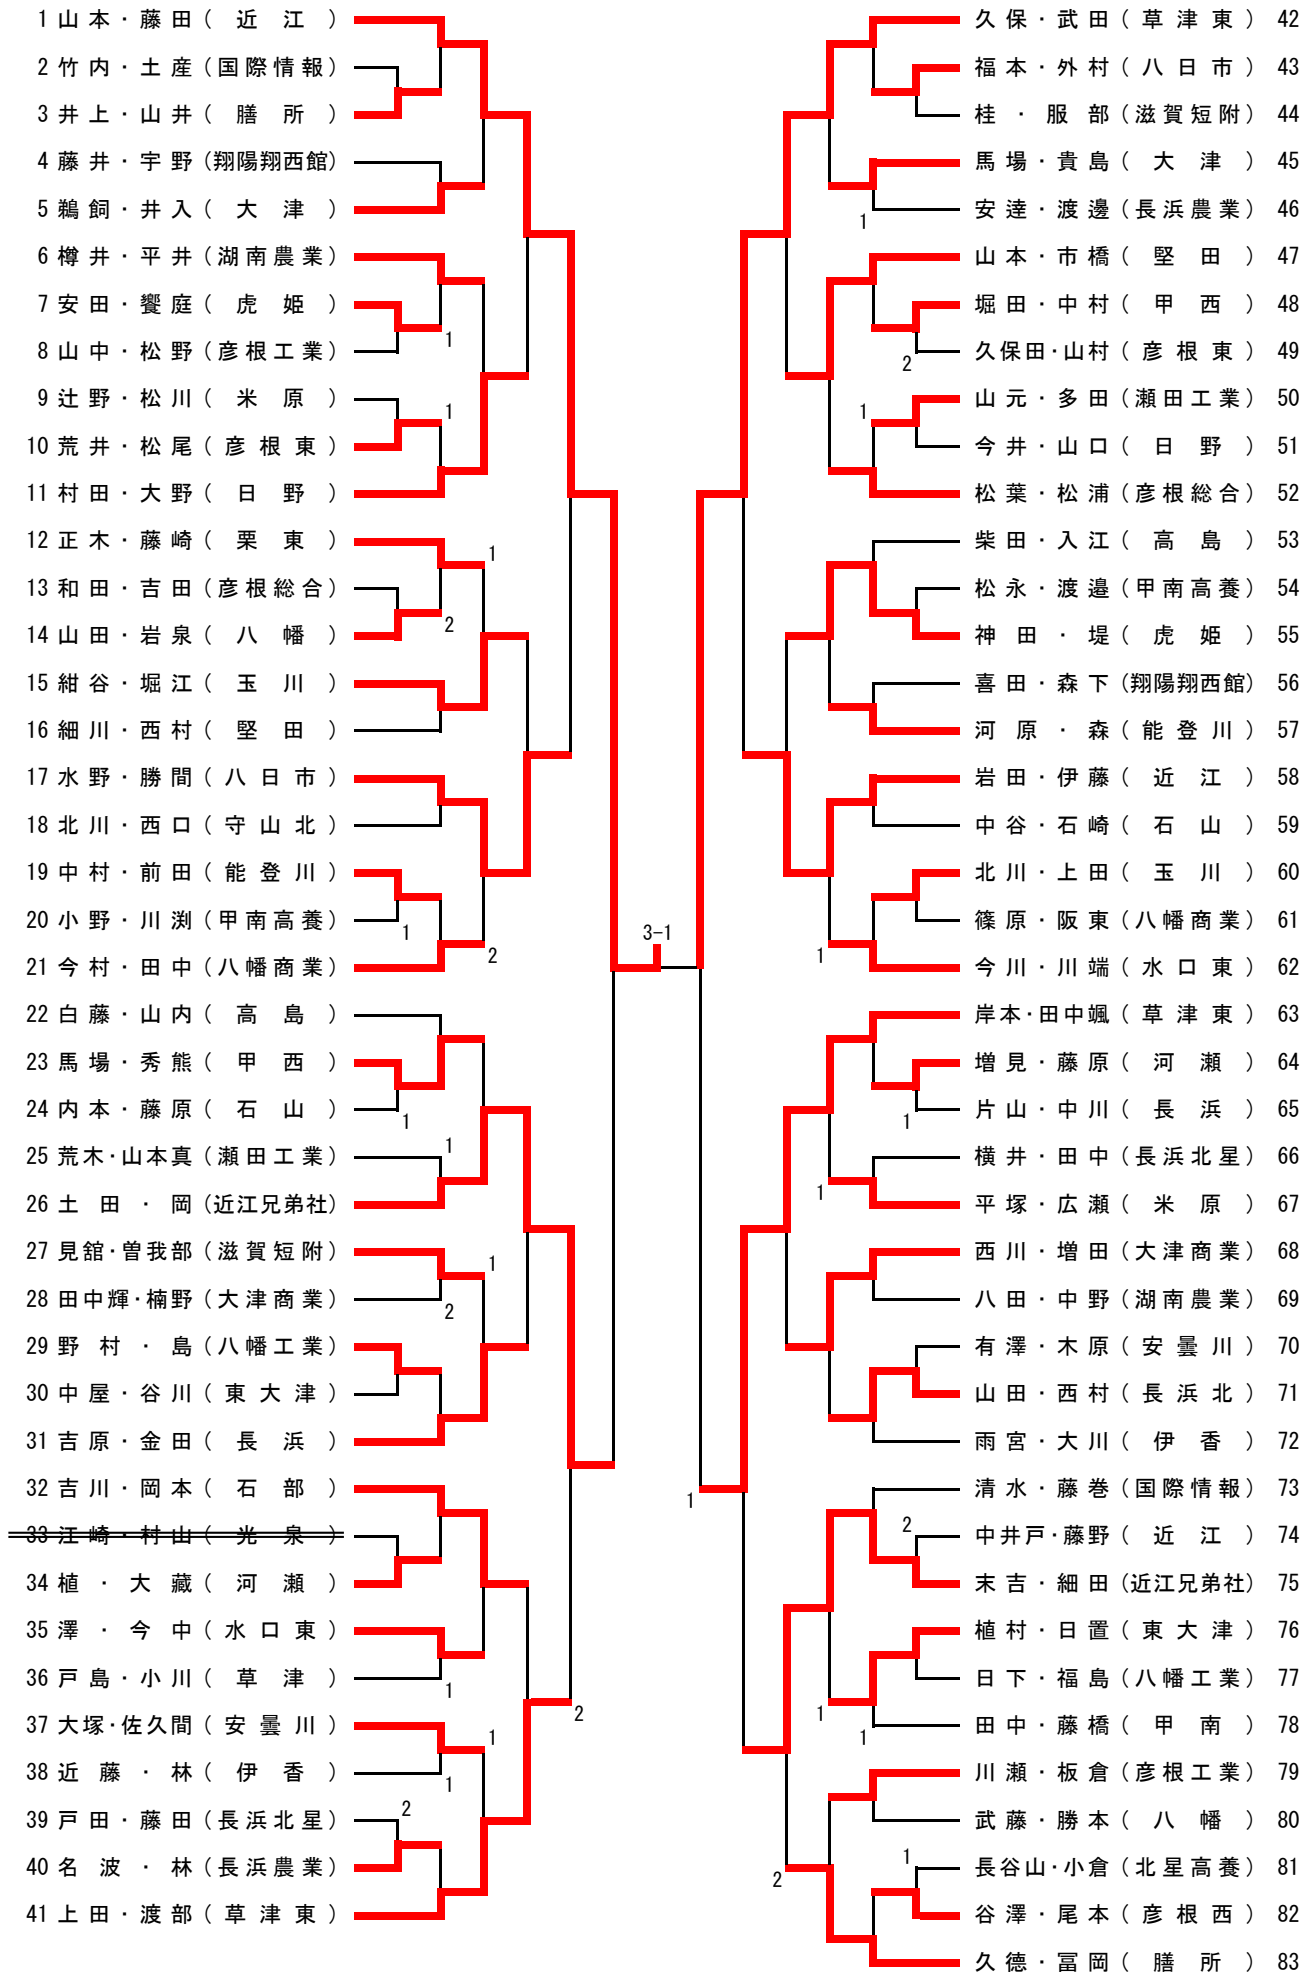 1 山本・藤田 ( 近江 )
2 竹内・土産 (国際情報)
3 井上・山井 ( 膳所 )
4 藤井・宇野 (翔陽翔西館)
5 鵜飼・井入 ( 大津 )
6 樽井・平井 (湖南農業)
7 安田・饗庭 ( 虎姫 )
1
8 山中・松野 (彦根工業)
9 辻野・松川 ( 米原 )
1
10 荒井・松尾 ( 彦根東 )
11 村田・大野 ( 日野 )
12 正木・藤崎 ( 栗東 )
1
13 和田・吉田 (彦根総合)
2
14 山田・岩泉 ( 八幡 )
15 紺谷・堀江 ( 玉川 )
16 細川・西村 ( 堅田 )
17 水野・勝間 ( 八日市 )
18 北川・西口 ( 守山北 )
19 中村・前田 ( 能登川 )
20 小野・川渕 (甲南高養)
1
2
21 今村・田中 (八幡商業)
22 白藤・山内 ( 高島 )
23 馬場・秀熊 ( 甲西 )
24 内本・藤原 ( 石山 )
1
1
25 荒木・山本真 (瀬田工業)
26 土田・岡 (近江兄弟社)
27 見舘・曽我部 (滋賀短附)
1
28 田中輝・楠野 (大津商業)
2
29 野村・島 (八幡工業)
30 中屋・谷川 ( 東大津 )
31 吉原・金田 ( 長浜 )
32 吉川・岡本 ( 石部 )
33 江崎・村山 ( 光泉 )
34 植・大藏 ( 河瀬 )
35 澤・今中 ( 水口東 )
36 戸島・小川 ( 草津 )
1
2
37 大塚・佐久間 ( 安曇川 )
1
38 近藤・林 ( 伊香 )
1
2
39 戸田・藤田 (長浜北星)
40 名波・林 (長浜農業)
41 上田・渡部 ( 草津東 )
3-1
久保・武田 ( 草津東 ) 42
福本・外村 ( 八日市 ) 43
桂・服部 (滋賀短附) 44
馬場・貴島 ( 大津 ) 45
安達・渡邊 (長浜農業) 46
1
山本・市橋 ( 堅田 ) 47
堀田・中村 ( 甲西 ) 48
久保田・山村 ( 彦根東 ) 49
2
山元・多田 (瀬田工業) 50
1
今井・山口 ( 日野 ) 51
松葉・松浦 (彦根総合) 52
柴田・入江 ( 高島 ) 53
松永・渡邉 (甲南高養) 54
神田・堤 ( 虎姫 ) 55
喜田・森下 (翔陽翔西館) 56
河原・森 ( 能登川 ) 57
岩田・伊藤 ( 近江 ) 58
中谷・石崎 ( 石山 ) 59
北川・上田 ( 玉川 ) 60
篠原・阪東 (八幡商業) 61
1
今川・川端 ( 水口東 ) 62
岸本・田中颯 ( 草津東 ) 63
増見・藤原 ( 河瀬 ) 64
片山・中川 ( 長浜 ) 65
1
横井・田中 (長浜北星) 66
1
平塚・広瀬 ( 米原 ) 67
西川・増田 (大津商業) 68
八田・中野 (湖南農業) 69
有澤・木原 ( 安曇川 ) 70
山田・西村 ( 長浜北 ) 71
雨宮・大川 ( 伊香 ) 72
清水・藤巻 (国際情報) 73
1
2
中井戸・藤野 ( 近江 ) 74
末吉・細田 (近江兄弟社) 75
植村・日置 ( 東大津 ) 76
日下・福島 (八幡工業) 77
1
田中・藤橋 ( 甲南 ) 78
1
川瀬・板倉 (彦根工業) 79
武藤・勝本 ( 八幡 ) 80
1
長谷山・小倉 (北星高養) 81
2
谷澤・尾本 ( 彦根西 ) 82
久德・冨岡 ( 膳所 ) 83